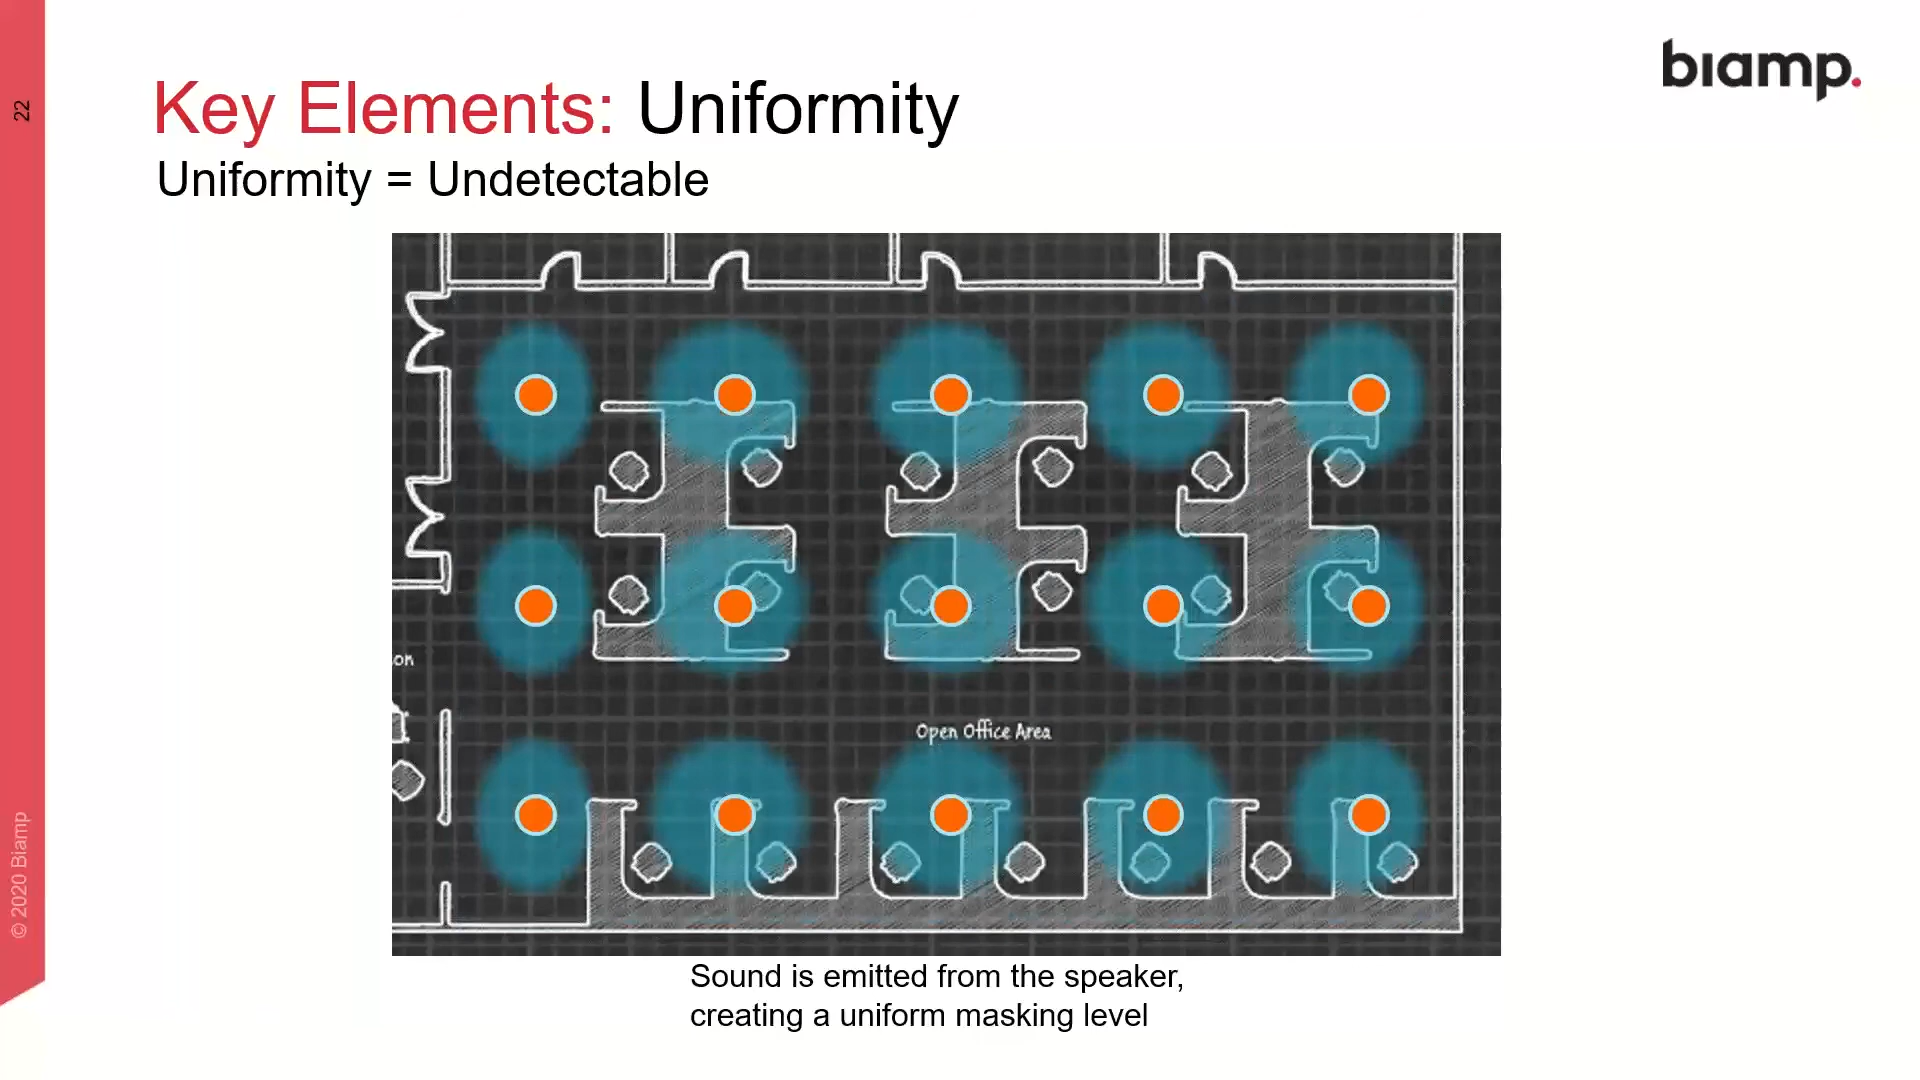 22
biamp.
Key Elements: Uniformity
Uniformity = Undetectable
on
Open Office Area
Sound is emitted from the speaker,
creating a uniform masking level
© 2020 Biamp